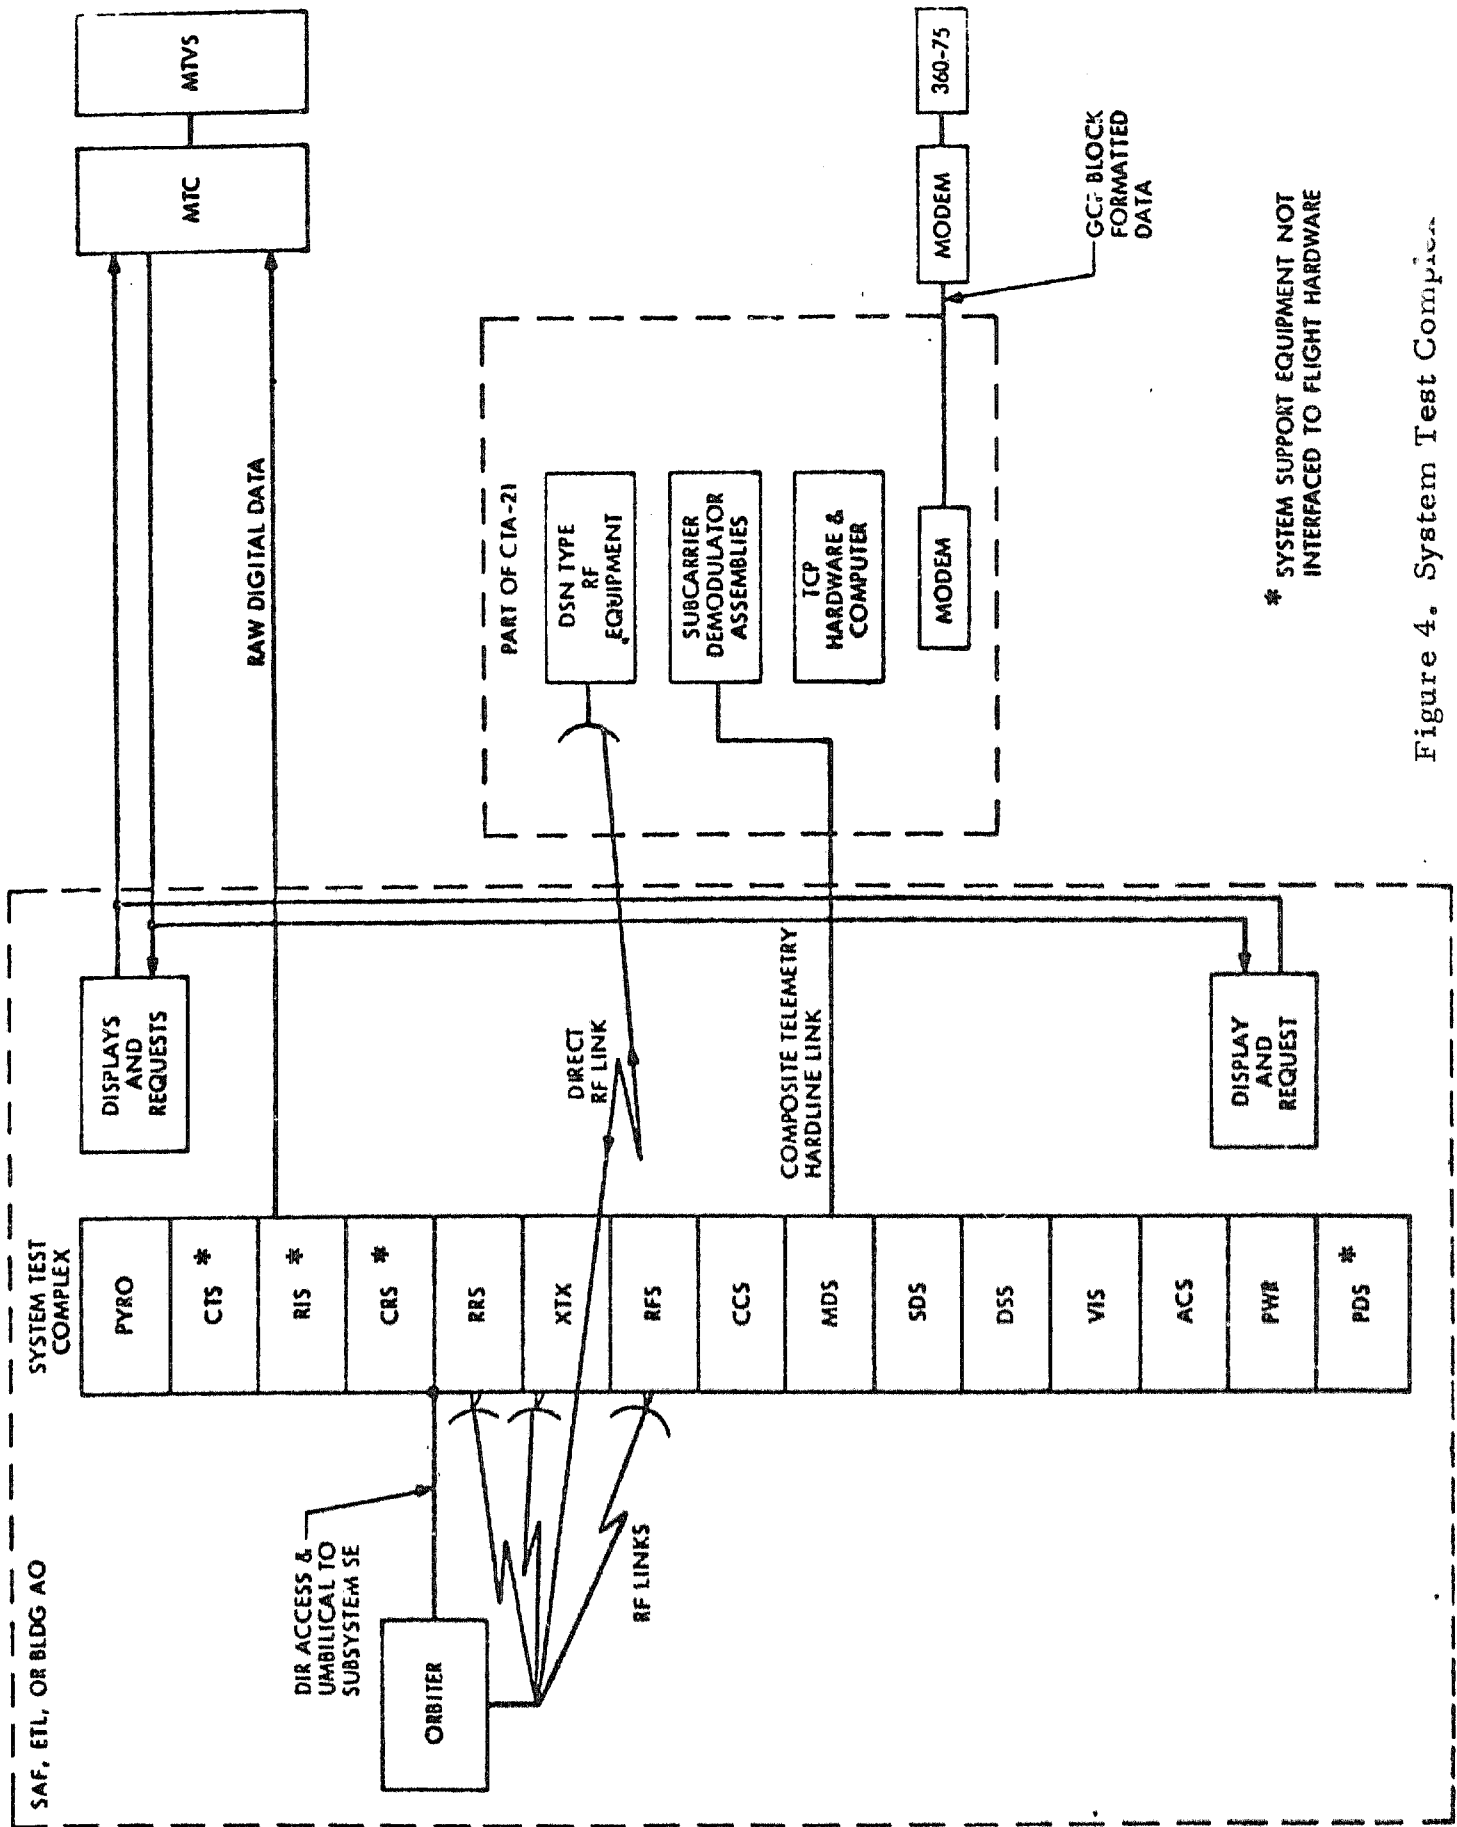 SAF, ETL, OR BLDG AO
SYSTEM TEST
COMPLEX
ORBITER
DIR ACCESS &
UMBILICAL TO
SUBSYSTEM SE
RF LINKS
PYRO
CTS *
RIS *
CRS *
RRS
XTX
RFS
CCS
MDS
SDS
DSS
VIS
ACS
PWR
PDS *
DISPLAYS
AND
REQUESTS
DIRECT
RF LINK
COMPOSITE TELEMETRY
HARDLINE LINK
DISPLAY
AND
REQUEST
RAW DIGITAL DATA
PART OF CTA-21
DSN TYPE
RF
EQUIPMENT
SUBCARRIER
DEMODULATOR
ASSEMBLIES
TCP
HARDWARE &
COMPUTER
MODEM
MTC
MTVS
MODEM
360-75
BLOCK
FORMATTED
DATA
* SYSTEM SUPPORT EQUIPMENT NOT
INTERFACED TO FLIGHT HARDWARE
Figure 4. System Test